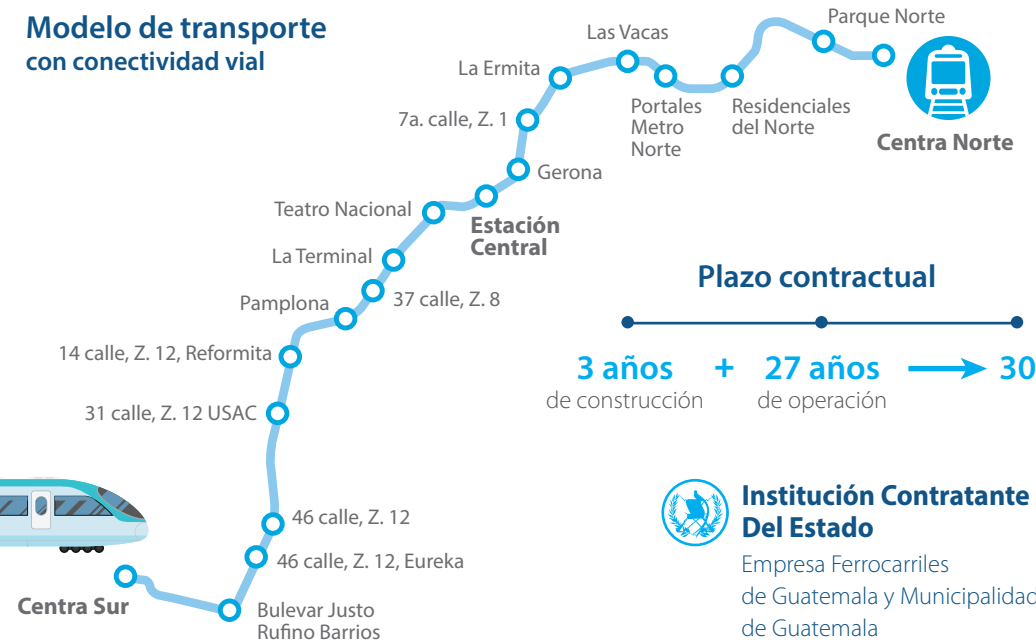 Modelo de transporte
con conectividad vial
Parque Norte
Las Vacas
La Ermita
Portales
Metro
Norte
Residenciales
del Norte
Centra Norte
7a. calle, Z. 1
Gerona
Teatro Nacional
Estación
Central
La Terminal
37 calle, Z. 8
Pamplona
14 calle, Z. 12, Reformita
31 calle, Z. 12 USAC
46 calle, Z. 12
46 calle, Z. 12, Eureka
Centra Sur
Bulevar Justo
Rufino Barrios
Plazo contractual
3 años + 27 años 30
de construcción de operación
Institución Contratante
Del Estado
Empresa Ferrocarriles
de Guatemala y Municipalidad
de Guatemala